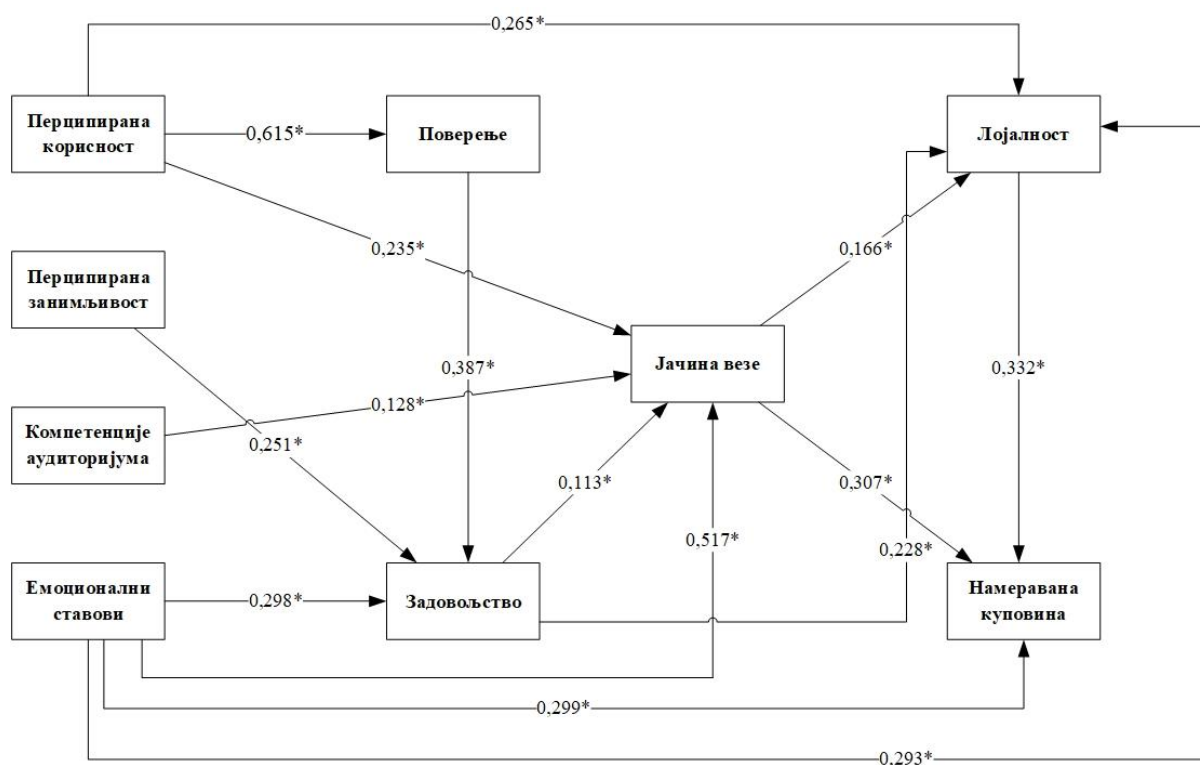 0,265*
Перципирана
корисност
0,615*
Поверење
Лојалност
0,235*
0,166*
Перципирана
занимљивост
Јачина везе
0,387*
0,332*
0,128*
Компетенције
аудиторијума
0,251*
0,113*
0,307*
0,517*
0,228*
Емоционални
ставови
0,298*
Задовољство
Намеравана
куповина
0,299*
0,293*